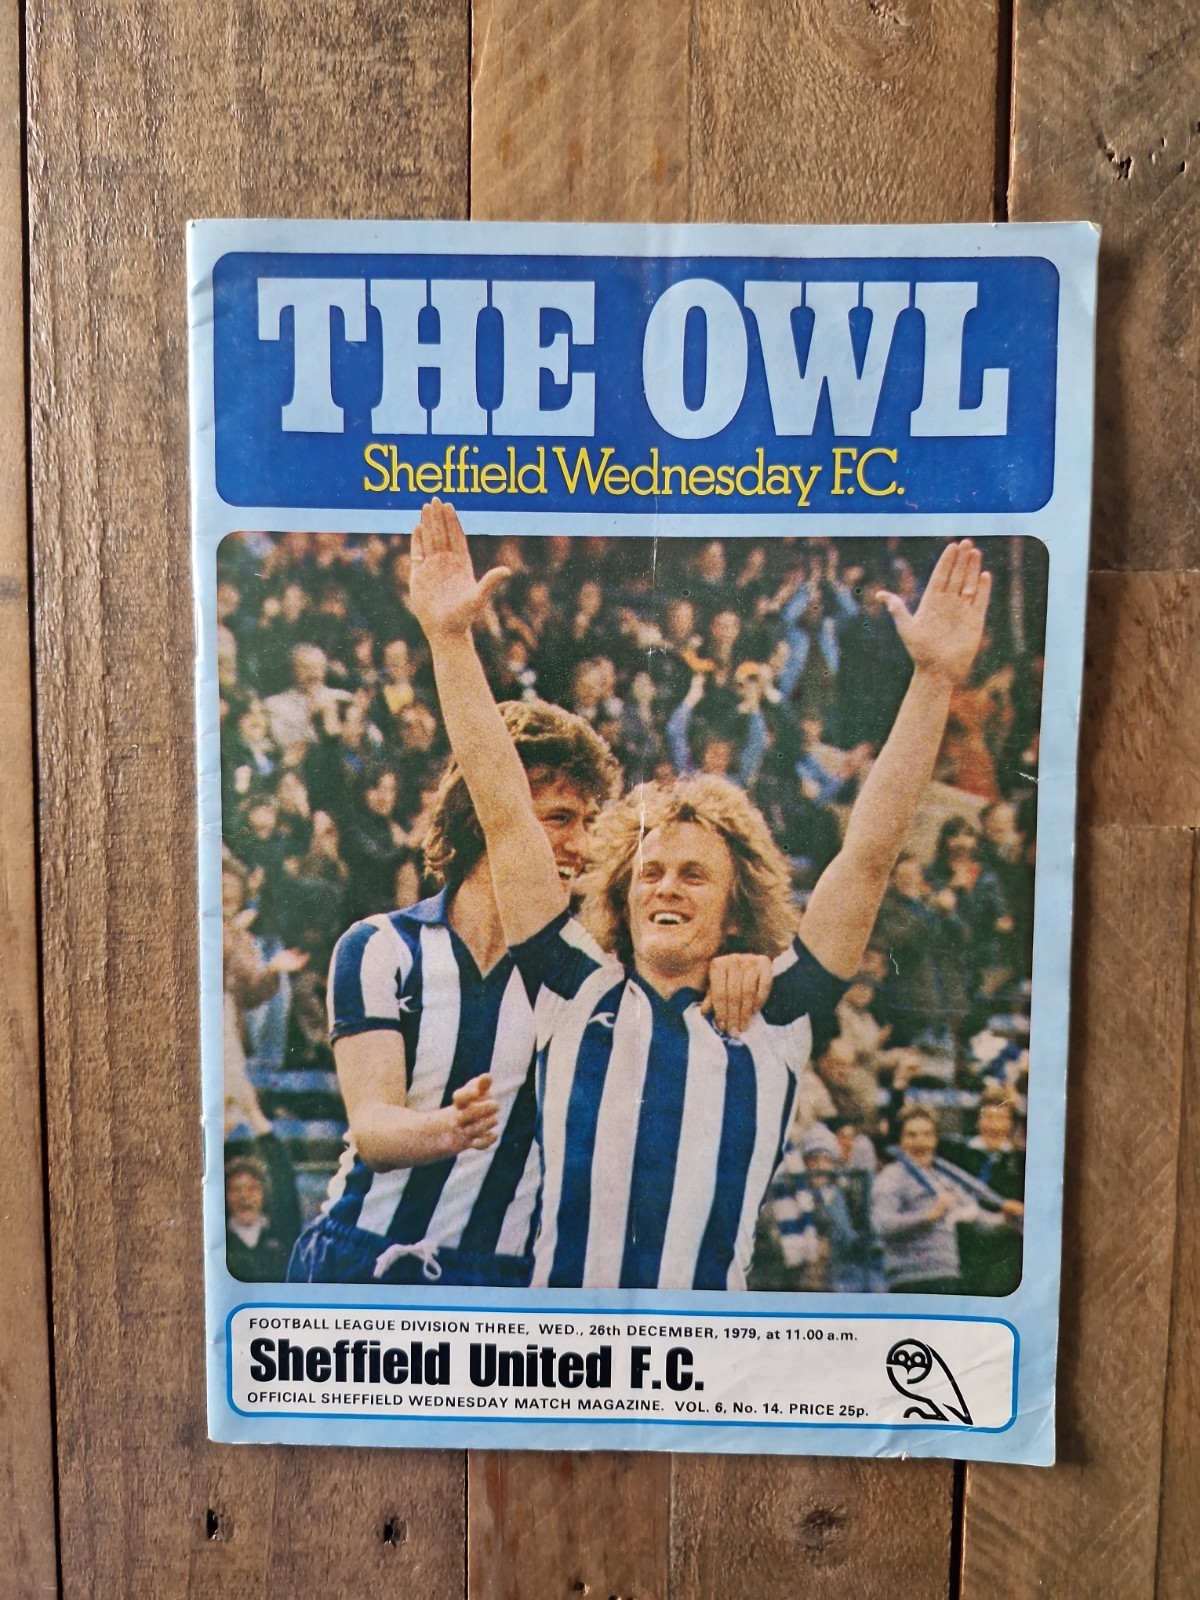 THE OWL
Sheffield Wednesday F.C.
FOOTBALL LEAGUE DIVISION THREE, WED., 26th DECEMBER, 1979, at 11.00 a.m.
Sheffield United F.C.
OFFICIAL SHEFFIELD WEDNESDAY MATCH MAGAZINE. VOL. 6, No. 14. PRICE 25p.